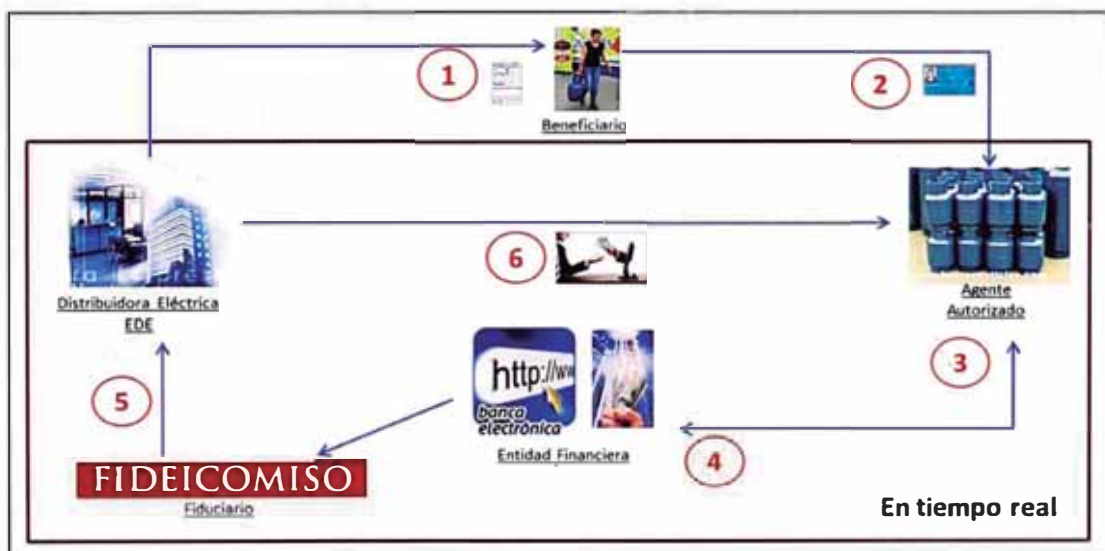 1
2
Beneficiario
6
Distribuidora Eléctrica
EDE
Agente
Autorizado
3
http://ww
banca
electrónica
5
Entidad Financiera
4
FIDEICOMISO
Fiduciario
En tiempo real